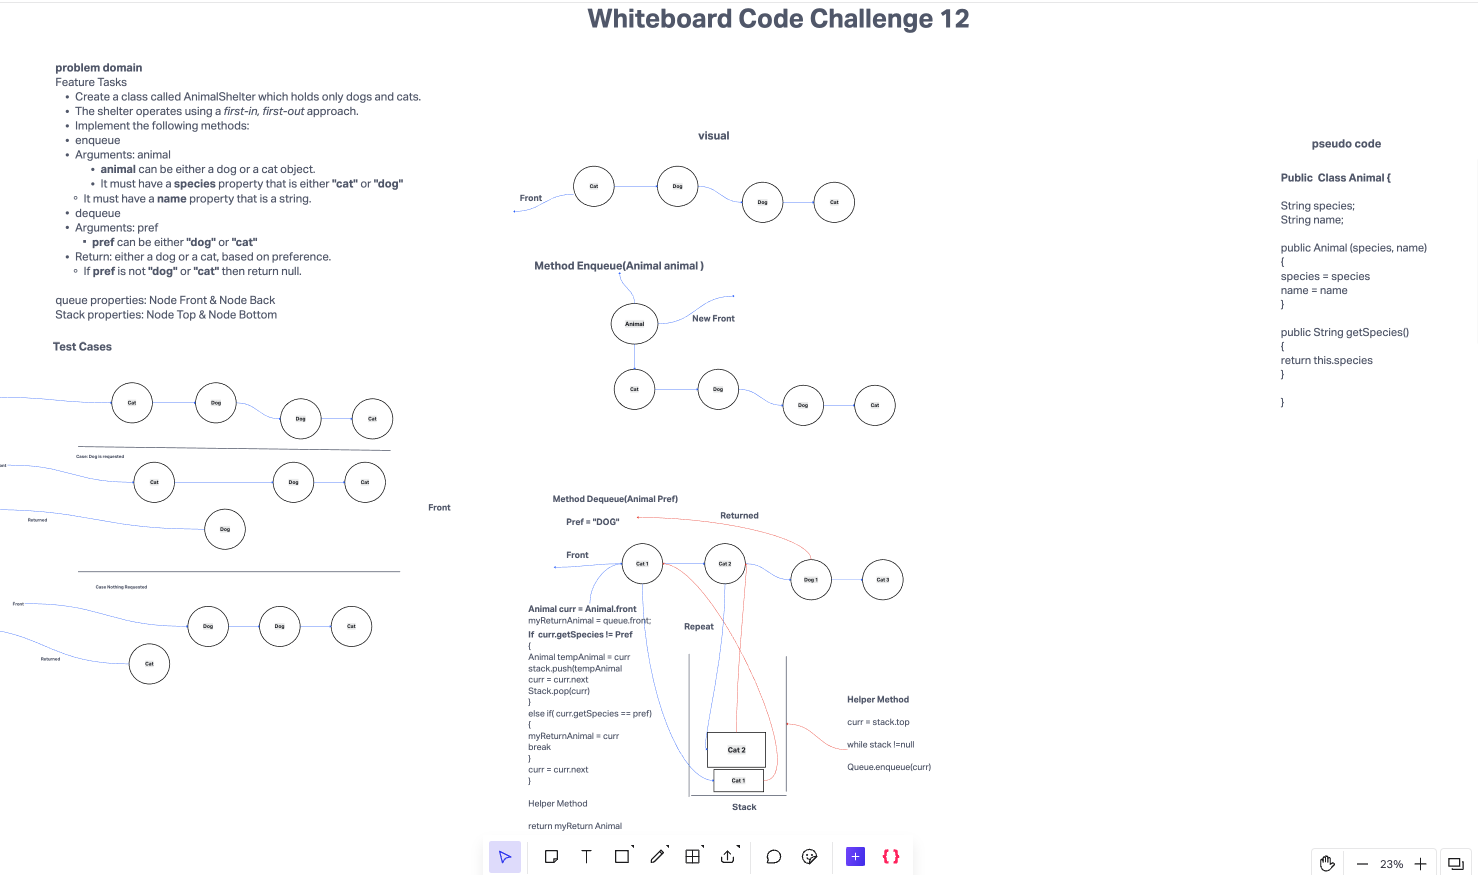 Whiteboard Code Challenge 12
problem domain
Feature Tasks
• Create a class called AnimalShelter which holds only dogs and cats.
• The shelter operates using a first-in, first-out approach.
• Implement the following methods:
• enqueue
• Arguments: animal
• animal can be either a dog or a cat object.
• It must have a species property that is either "cat" or "dog"
◦ It must have a name property that is a string.
• dequeue
• Arguments: pref
▪ pref can be either "dog" or "cat"
• Return: either a dog or a cat, based on preference.
◦ If pref is not "dog" or "cat" then return null.
queue properties: Node Front & Node Back
Stack properties: Node Top & Node Bottom
Test Cases
Cat
Dog
Dog
Cat
Case: Dog is requested
Cat
Dog
Cat
Returned
Dog
Case Nothing Requested
Front
Dog
Dog
Cat
Returned
Cat
Front
visual
Front
Cat
Dog
Dog
Cat
Method Enqueue(Animal animal )
Animal
New Front
Cat
Dog
Dog
Cat
Method Dequeue(Animal Pref)
Pref = "DOG"
Returned
Front
Cat 1
Cat 2
Dog 1
Cat 3
Animal curr = Animal.front
myReturnAnimal = queue.front;
If curr.getSpecies != Pref
{
Animal tempAnimal = curr
stack.push(tempAnimal
curr = curr.next
Stack.pop(curr)
}
else if( curr.getSpecies == pref)
{
myReturnAnimal = curr
break
}
curr = curr.next
}
Helper Method
return myReturn Animal
Repeat
Cat 2
Cat 1
Stack
Helper Method
curr = stack.top
while stack !=null
Queue.enqueue(curr)
pseudo code
Public Class Animal {
String species;
String name;
public Animal (species, name)
{
species = species
name = name
}
public String getSpecies()
{
return this.species
}
}
T
{ }
23%